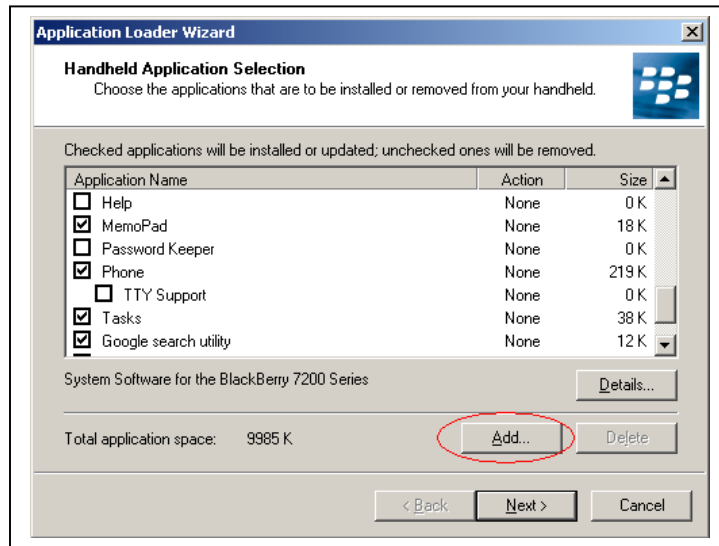 Application Loader Wizard
Handheld Application Selection
Choose the applications that are to be installed or removed from your handheld.
Checked applications will be installed or updated; unchecked ones will be removed.
Application Name Action Size
Help None 0 K
MemoPad None 18 K
Password Keeper None 0 K
Phone None 219 K
TTY Support None 0 K
Tasks None 38 K
Google search utility None 12 K
System Software for the BlackBerry 7200 Series
Details...
Total application space: 9985 K
Add...
Delete
< Back
Next >
Cancel